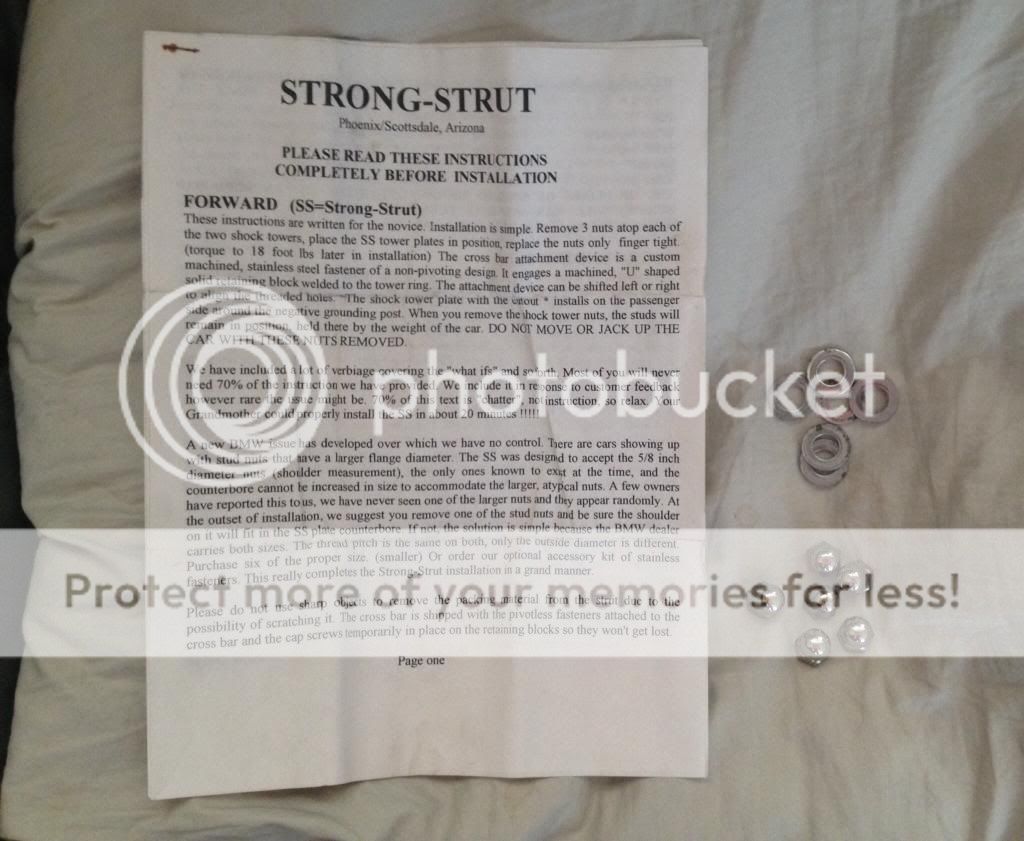 STRONG-STRUT
Phoenix/Scottsdale, Arizona
PLEASE READ THESE INSTRUCTIONS
COMPLETELY BEFORE INSTALLATION
FORWARD (SS=Strong-Strut)
These instructions are written for the novice. Installation is simple. Remove 3 nuts atop each of
the two shock towers, place the SS tower plates in position, replace the nuts only finger tight.
(torque to 18 foot lbs later in installation) The cross bar attachment device is a custom
machined, stainless steel fastener of a non-pivoting design. It engages a machined, "U" shaped
solid retaining block welded to the tower ring. The attachment device can be shifted left or right
to align the threaded holes. "The shock tower plate with the cutout * installs on the passenger
side around the negative grounding post. When you remove the shock tower nuts, the studs will
remain in position, held there by the weight of the car. DO NOT MOVE OR JACK UP THE
CAR WITH THESE NUTS REMOVED.
We have included a lot of verbiage covering the "what ifs" and so forth. Most of you will never
need 70% of the instruction we have provided. We include it in reponse to customer feedback
however rare the issue might be. 70% of this text is chatter, not instruction, so relax. Your
Grandmother could properly install the SS in about 20 minutes !!!!!
A new BMW issue has developed over which we have no control. There are cars showing up
with stud nuts that have a larger flange diameter. The SS was designed to accept the 5/8 inch
diameter nuts (shoulder measurement), the only ones known to exist at the time, and the
counterbore cannot be increased in size to accommodate the larger, atypical nuts. A few owners
have reported this to us, we have never seen one of the larger nuts and they appear randomly. At
the outset of installation, we suggest you remove one of the stud nuts and be sure the shoulder
on it will fit in the SS plate counterbore. If not, the solution is simple because the BMW dealer
carries both sizes. The thread pitch is the same on both, only the outside diameter is different.
Purchase six of the proper size. (smaller) Or order our optional accessory kit of stainless
fasteners. This really completes the Strong-Strut installation in a grand manner.
Please do not use sharp objects to remove the packing material from the strut due to the
possibility of scratching it. The cross bar is shipped with the pivotless fasteners attached to the
cross bar and the cap screws temporarily in place on the retaining blocks so they won't get lost.
Page one
photobucket
Protect more of your memories for less!